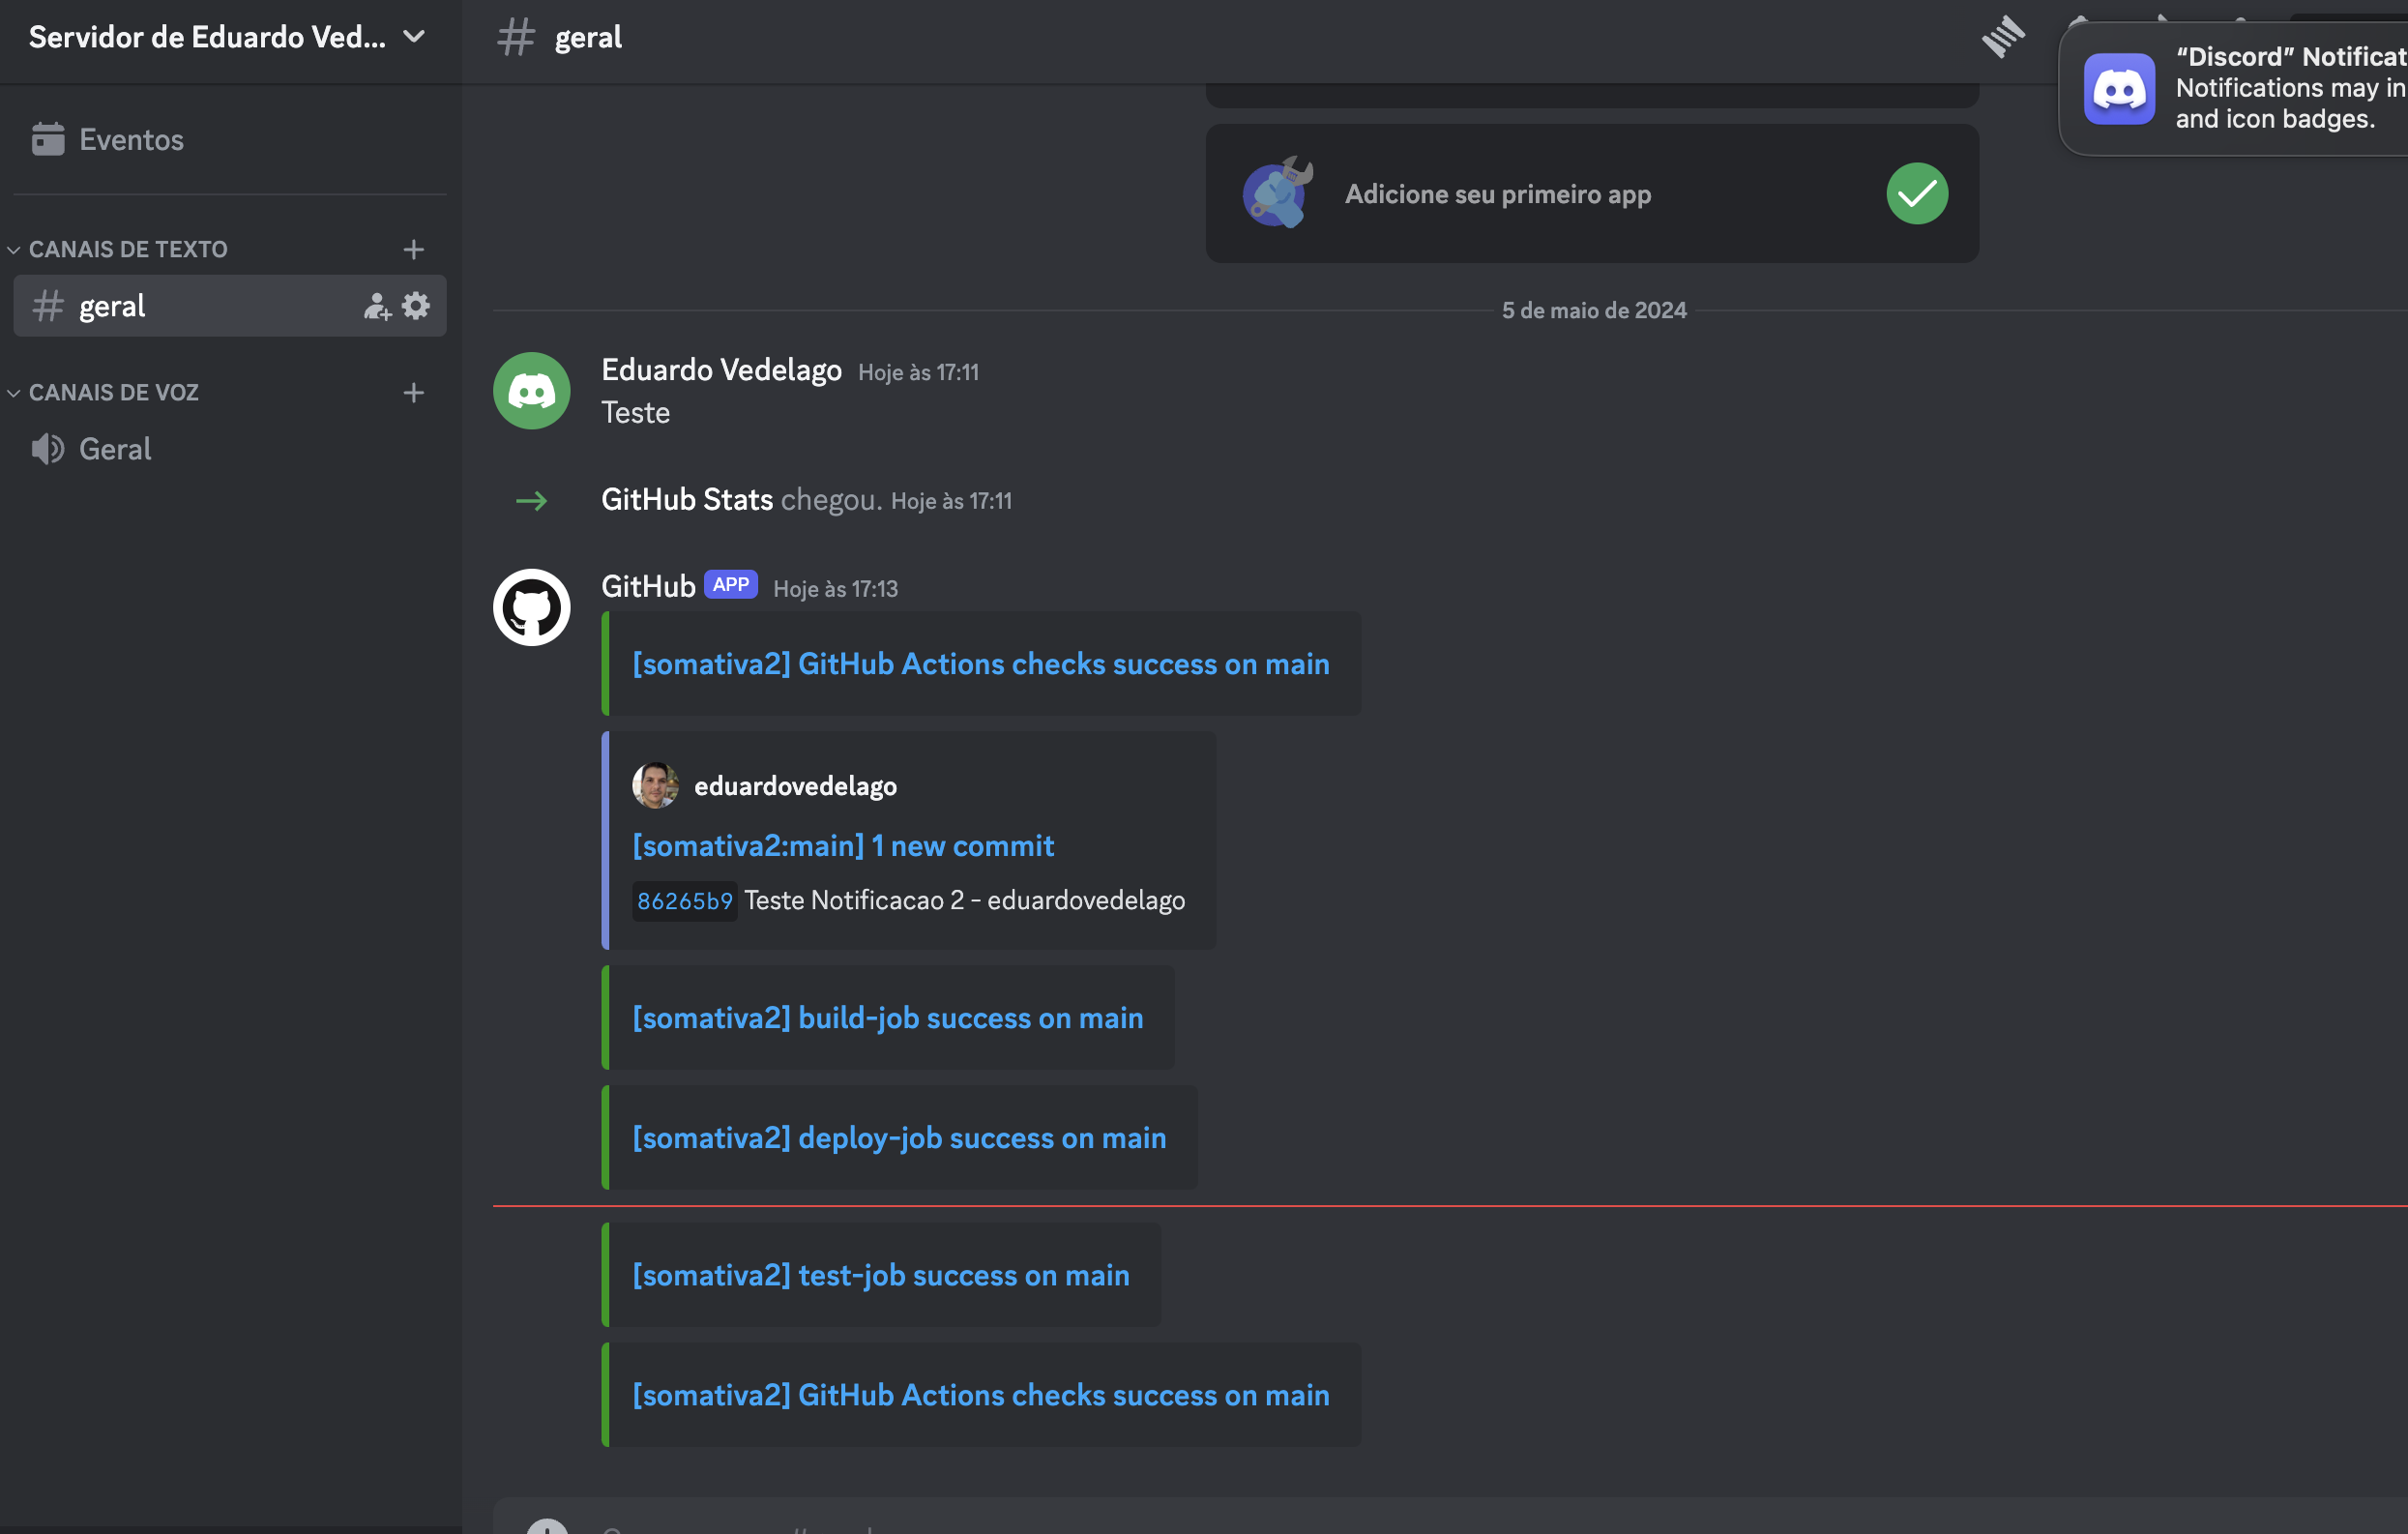 Servidor de Eduardo Ved...
Eventos
CANAIS DE TEXTO
geral
CANAIS DE VOZ
Geral
geral
“Discord” Notificat
Notifications may in
and icon badges.
Adicione seu primeiro app
5 de maio de 2024
Eduardo Vedelago Hoje às 17:11
Teste
GitHub Stats chegou. Hoje às 17:11
GitHub APP Hoje às 17:13
[somativa2] GitHub Actions checks success on main
eduardovedelago
[somativa2:main] 1 new commit
86265b9 Teste Notificacao 2 - eduardovedelago
[somativa2] build-job success on main
[somativa2] deploy-job success on main
[somativa2] test-job success on main
[somativa2] GitHub Actions checks success on main